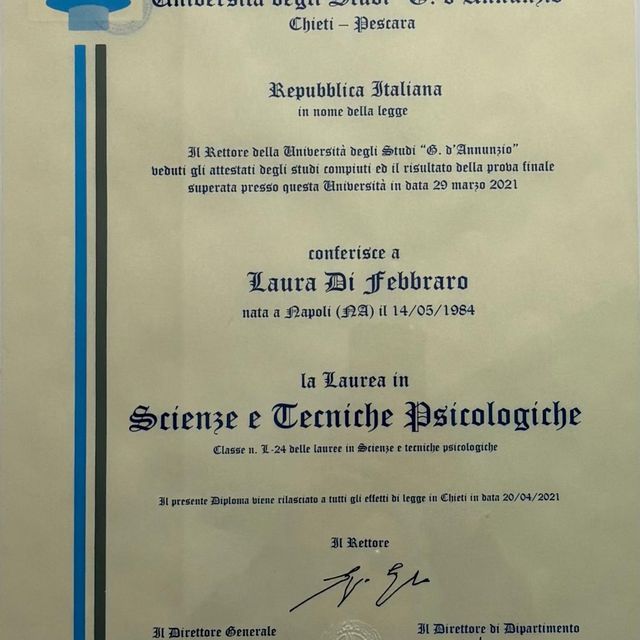 Università degli Studi "G. d'Annunzio"
Chieti – Pescara
Repubblica Italiana
in nome della legge
Il Rettore della Università degli Studi "G. d'Annunzio"
veduti gli attestati degli studi compiuti ed il risultato della prova finale
superata presso questa Università in data 29 marzo 2021
conferisce a
Laura Di Febbraro
nata a Napoli (NA) il 14/05/1984
la Laurea in
Scienze e Tecniche Psicologiche
Classe n. L-24 delle lauree in Scienze e tecniche psicologiche
Il presente Diploma viene rilasciato a tutti gli effetti di legge in Chieti in data 20/04/2021
Il Rettore
Il Direttore Generale
Il Direttore di Dipartimento